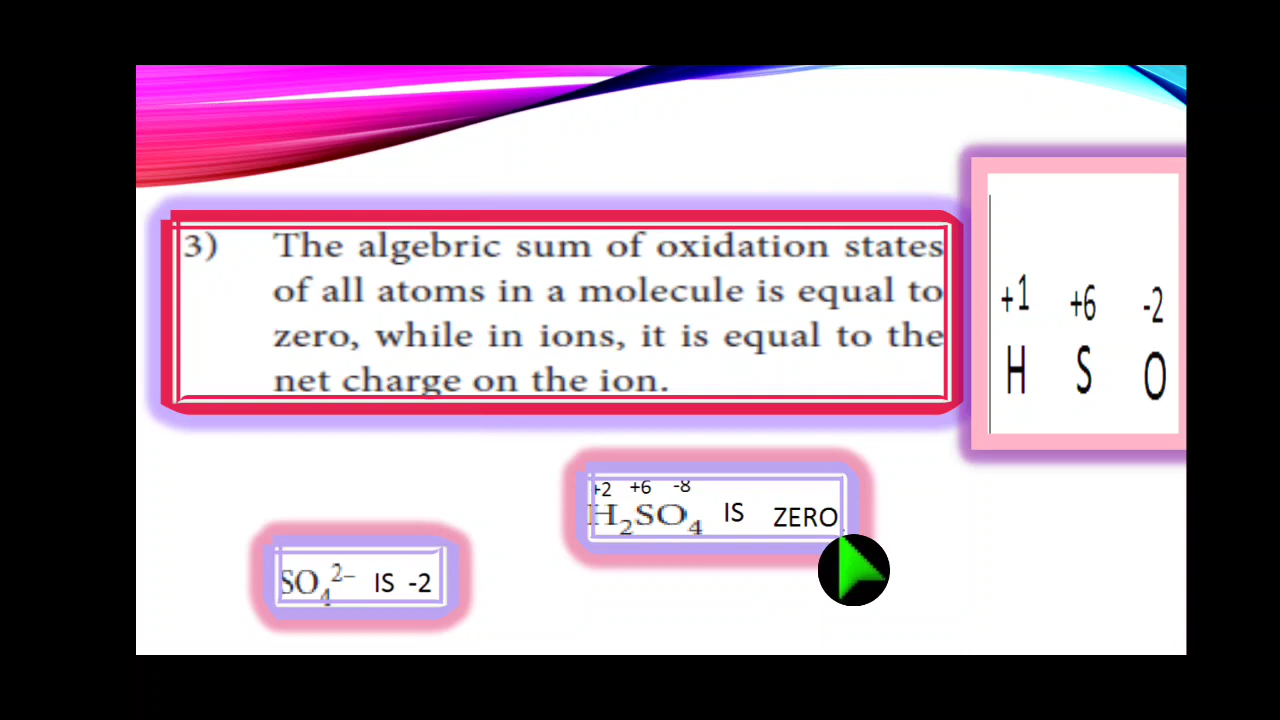 3) The algebric sum of oxidation states
of all atoms in a molecule is equal to
zero, while in ions, it is equal to the
net charge on the ion.
+1 +6 -2
H S O
+2 +6 -8
H₂SO₄ IS ZERO
SO₄²⁻ IS -2